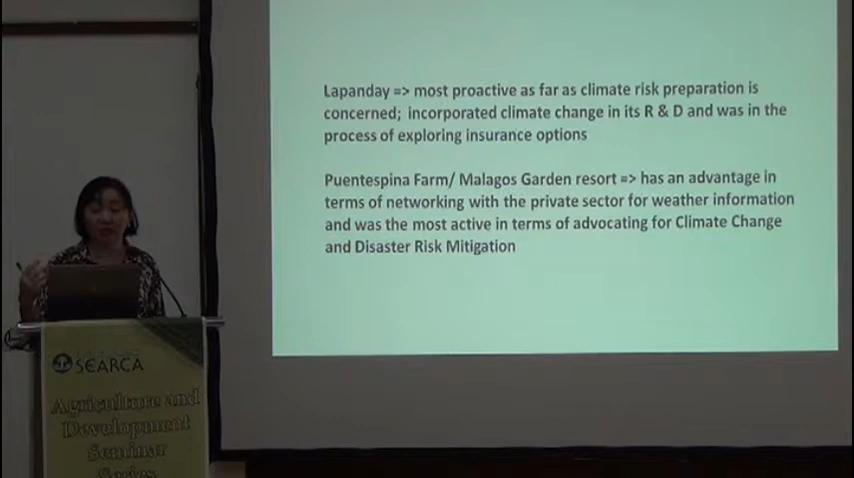 Lapanday => most proactive as far as climate risk preparation is
concerned; incorporated climate change in its R & D and was in the
process of exploring insurance options
Puentespina Farm/ Malagos Garden resort => has an advantage in
terms of networking with the private sector for weather information
and was the most active in terms of advocating for Climate Change
and Disaster Risk Mitigation
SEARCA
Agriculture and
Development
Seminar
Series